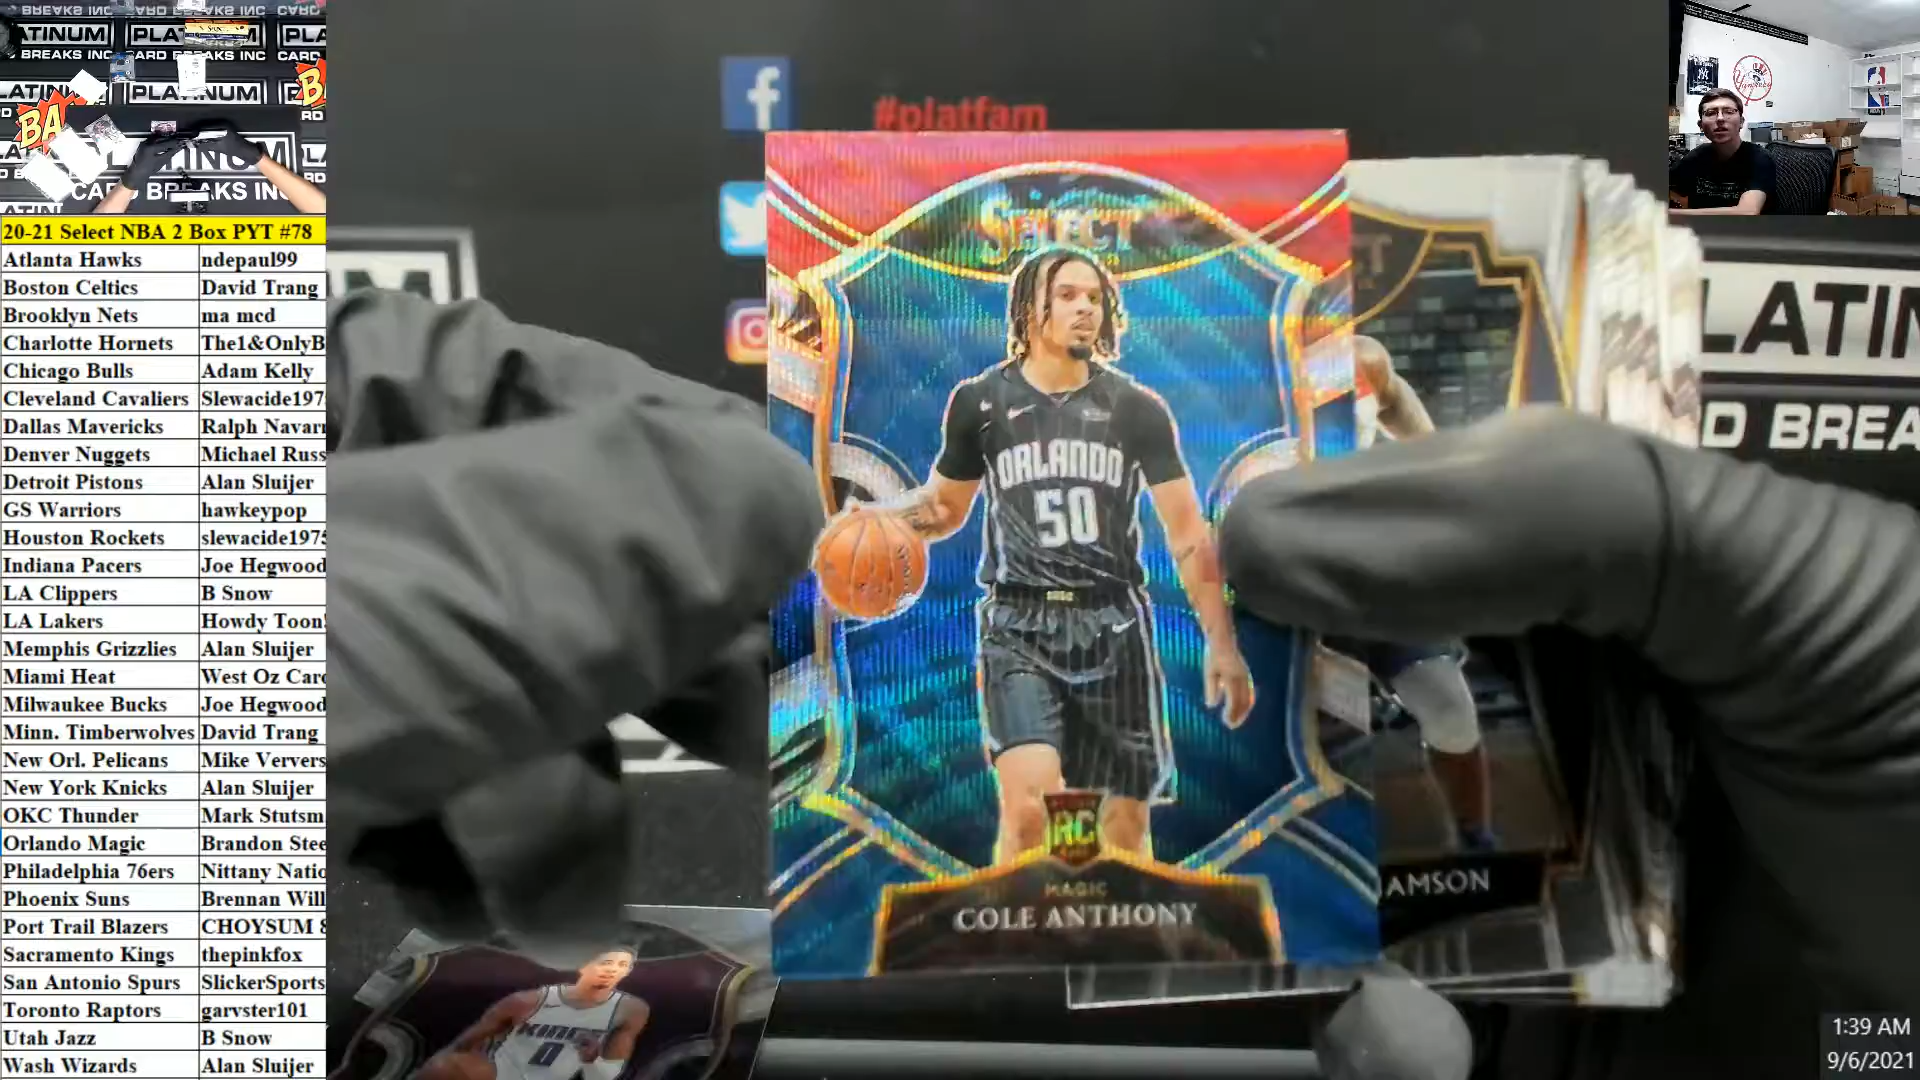 ATINUM
PLA
PLA
BREAKS INC
CARD
PLATINUM
BA
CARD BREAKS INC
20-21 Select NBA 2 Box PYT #78
Atlanta Hawks ndepaul99
Boston Celtics David Trang
Brooklyn Nets ma mcd
Charlotte Hornets The1&OnlyB
Chicago Bulls Adam Kelly
Cleveland Cavaliers Slewacide197
Dallas Mavericks Ralph Navarr
Denver Nuggets Michael Russ
Detroit Pistons Alan Sluijer
GS Warriors hawkeypop
Houston Rockets slewacide1975
Indiana Pacers Joe Hegwood
LA Clippers B Snow
LA Lakers Howdy Toon
Memphis Grizzlies Alan Sluijer
Miami Heat West Oz Card
Milwaukee Bucks Joe Hegwood
Minn. Timberwolves David Trang
New Orl. Pelicans Mike Ververs
New York Knicks Alan Sluijer
OKC Thunder Mark Stutsm
Orlando Magic Brandon Stee
Philadelphia 76ers Nittany Natio
Phoenix Suns Brennan Will
Port Trail Blazers CHOYSUM 8
Sacramento Kings thepinkfox
San Antonio Spurs SlickerSports
Toronto Raptors garvster101
Utah Jazz B Snow
Wash Wizards Alan Sluijer
#platfam
SELECT
ORLANDO
50
RC
MAGIC
COLE ANTHONY
AMSON
KINGS
0
LATIN
D BREA
1:39 AM
9/6/2021